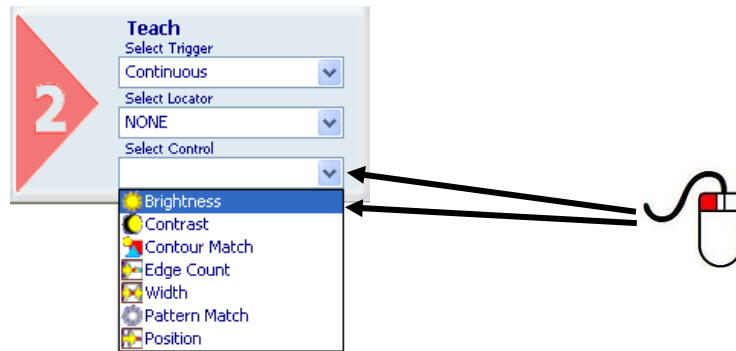 2
Teach
Select Trigger
Continuous
Select Locator
NONE
Select Control
Brightness
Contrast
Contour Match
Edge Count
Width
Pattern Match
Position